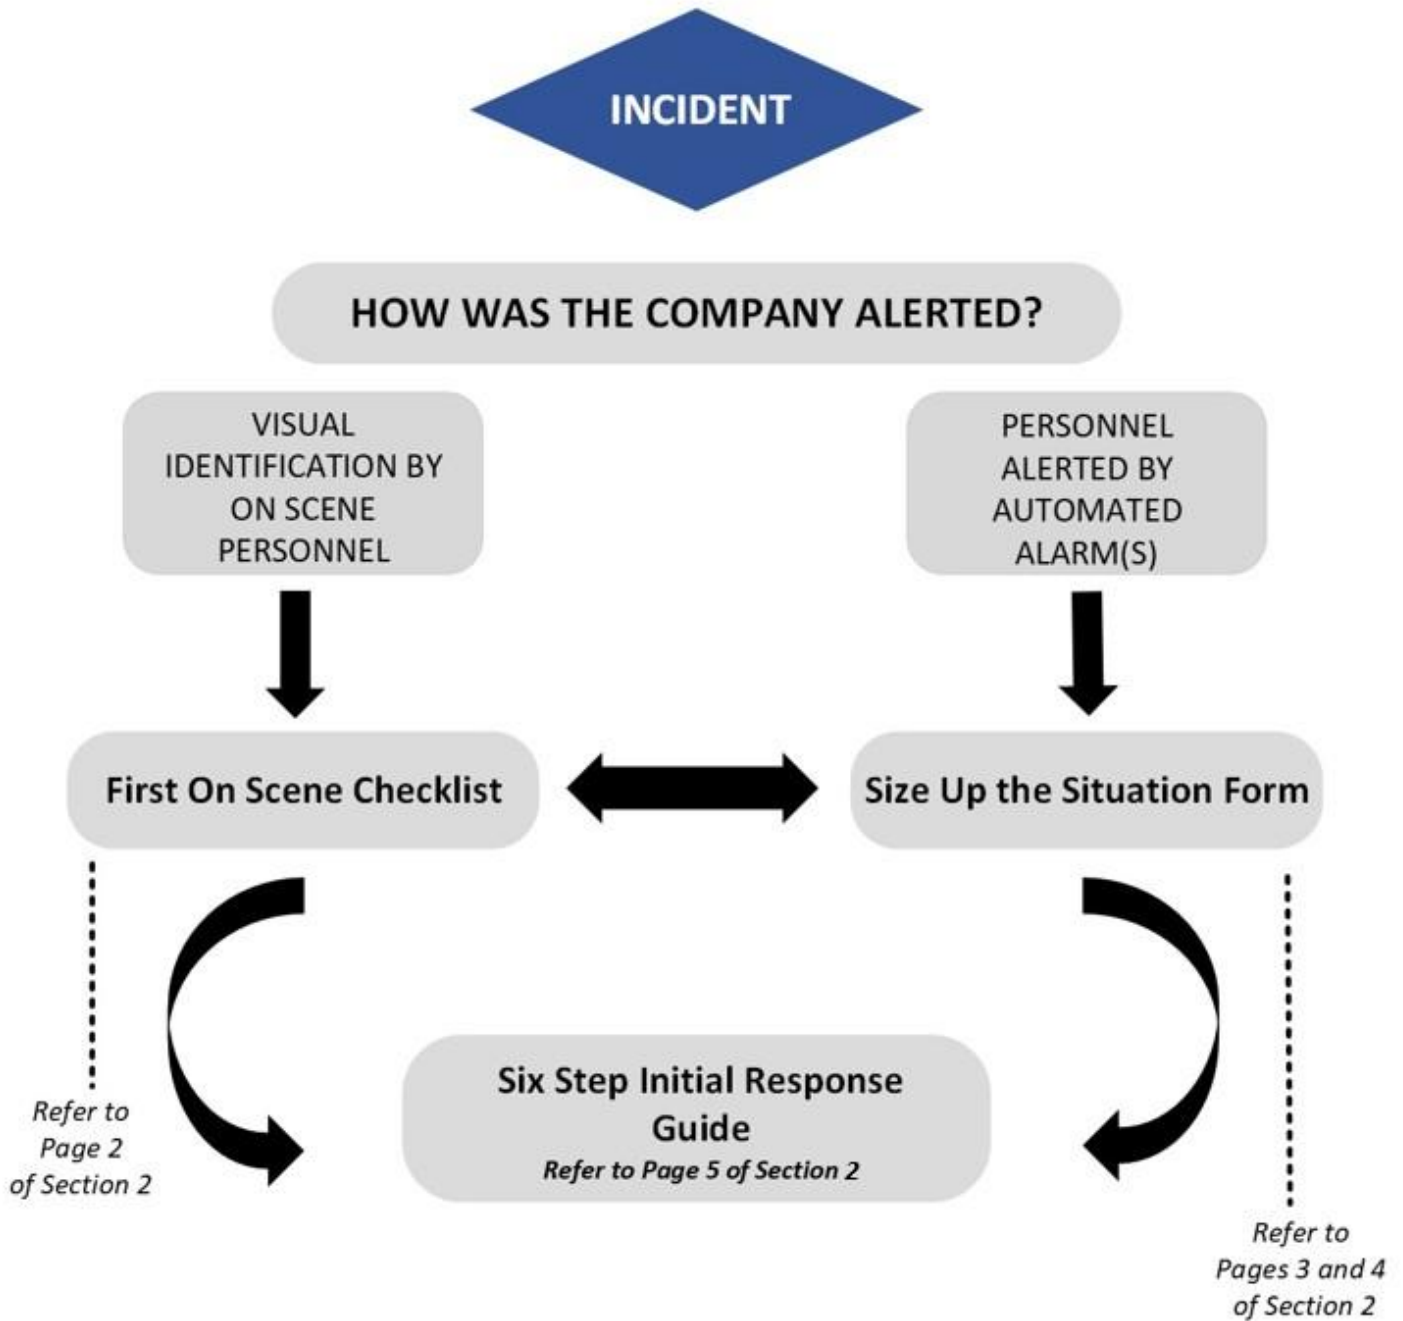 INCIDENT
HOW WAS THE COMPANY ALERTED?
VISUAL
IDENTIFICATION BY
ON SCENE
PERSONNEL
PERSONNEL
ALERTED BY
AUTOMATED
ALARM(S)
First On Scene Checklist
Size Up the Situation Form
Refer to
Page 2
of Section 2
Six Step Initial Response
Guide
Refer to Page 5 of Section 2
Refer to
Pages 3 and 4
of Section 2